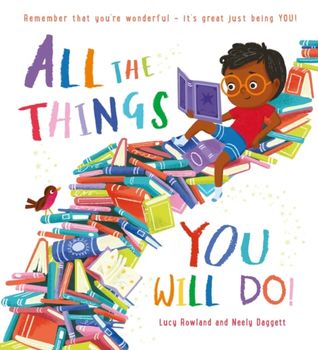 Remember that you're wonderful – it's great just being YOU!
ALL THE
THINGS
YOU
WILL DO!
Lucy Rowland and Neely Daggett